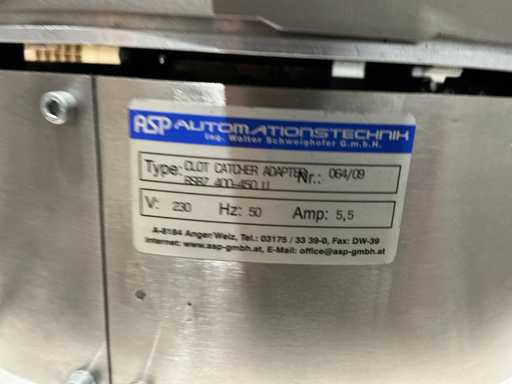 ASP AUTOMATIONSTECHNIK
Ing. Walter Schweighofer G.m.b.H.
Type: CLOT CATCHER ADAPTER Nr.: 064/09
400-450
V: 230 Hz: 50 Amp: 5,5
A-8184 Anger/Weiz, Tel.: 03175 / 33 39-0, Fax: DW-39
Internet: www.asp-gmbh.at, E-Mail: office@asp-gmbh.at